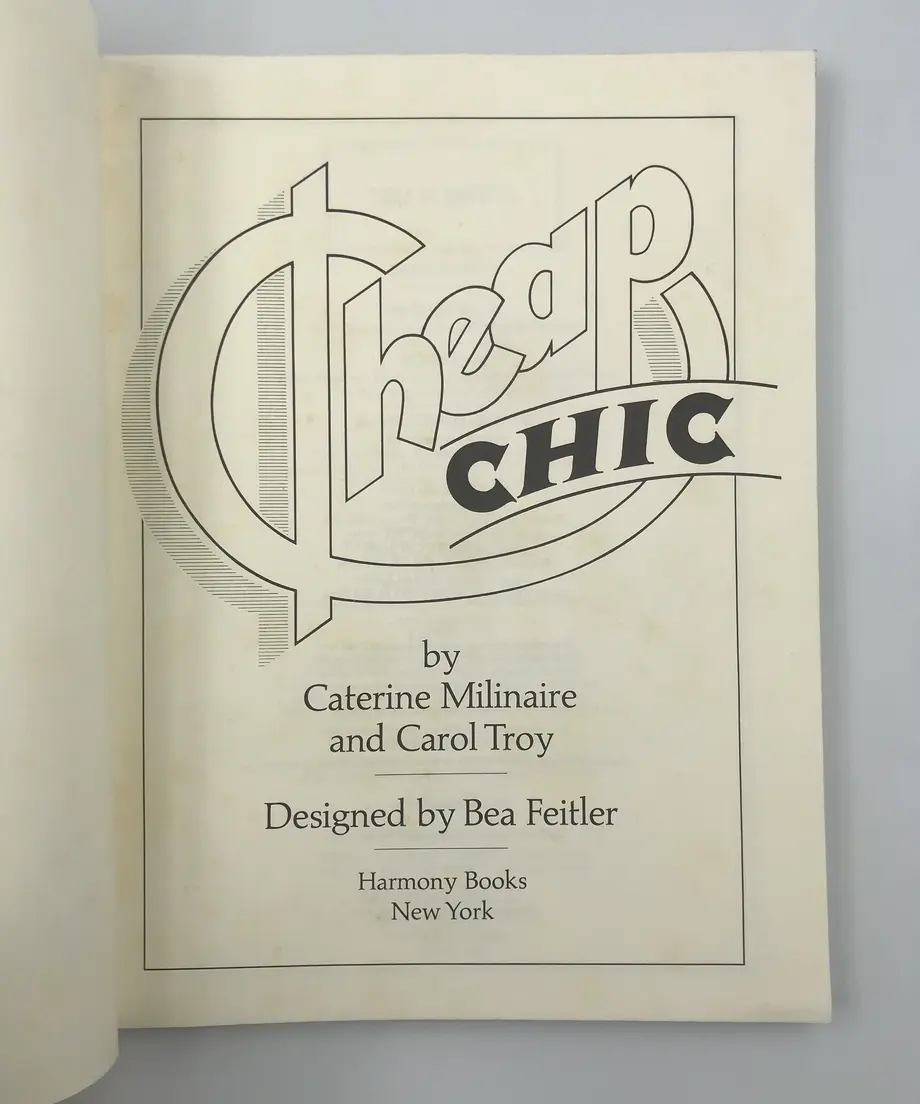 Cheap
CHIC
by
Caterine Milinaire
and Carol Troy
Designed by Bea Feitler
Harmony Books
New York